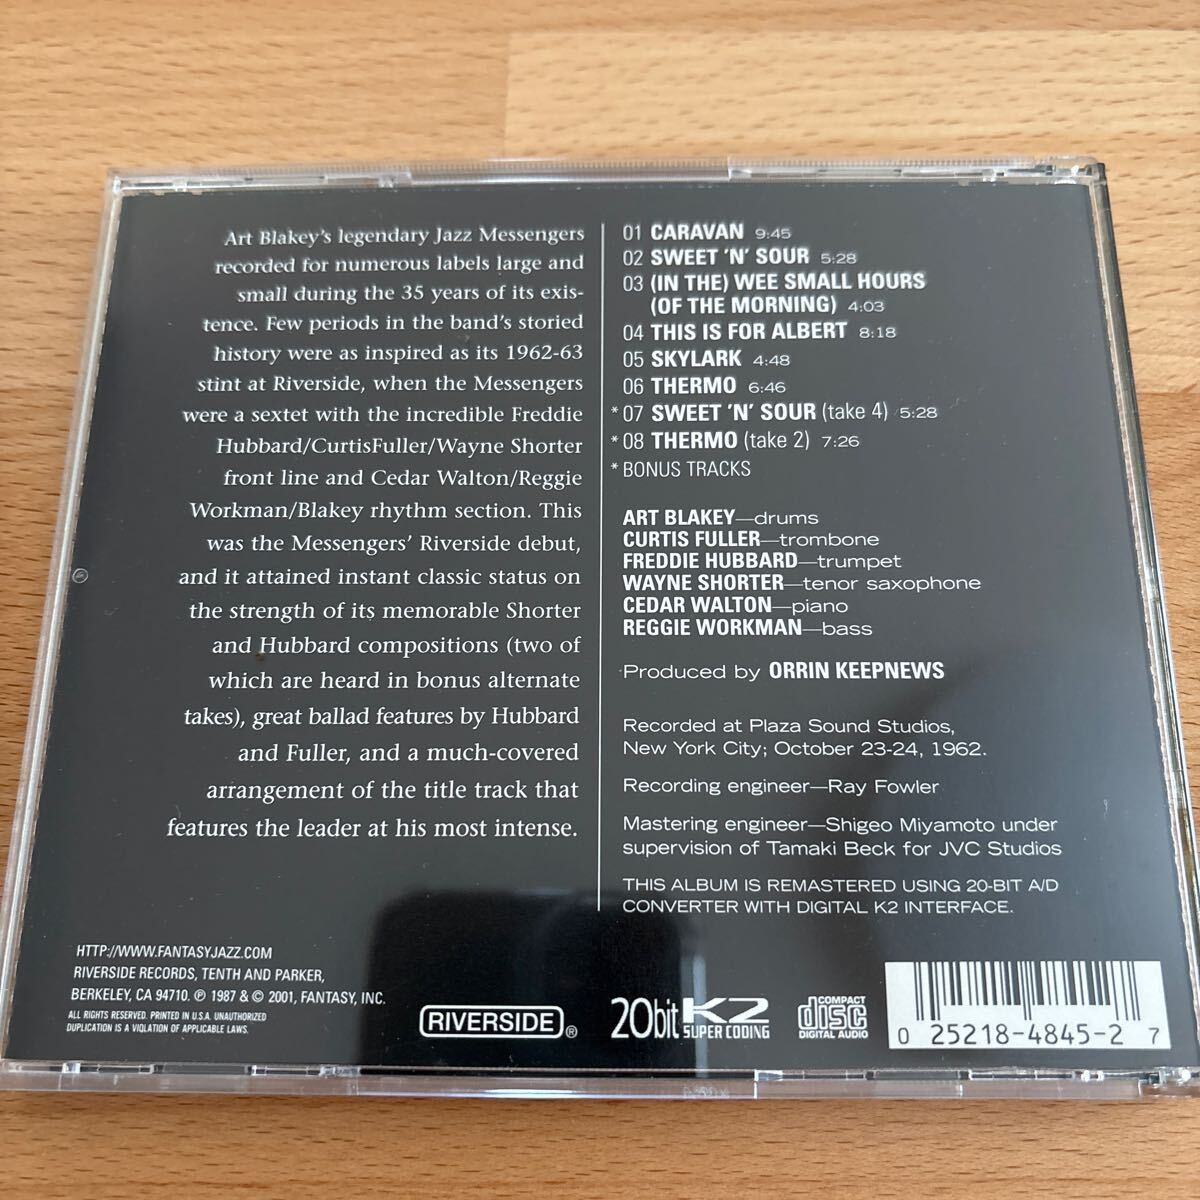 Art Blakey's legendary Jazz Messengers
recorded for numerous labels large and
small during the 35 years of its exis-
tence. Few periods in the band's storied
history were as inspired as its 1962-63
stint at Riverside, when the Messengers
were a sextet with the incredible Freddie
Hubbard/CurtisFuller/Wayne Shorter
front line and Cedar Walton/Reggie
Workman/Blakey rhythm section. This
was the Messengers' Riverside debut,
and it attained instant classic status on
the strength of its memorable Shorter
and Hubbard compositions (two of
which are heard in bonus alternate
takes), great ballad features by Hubbard
and Fuller, and a much-covered
arrangement of the title track that
features the leader at his most intense.
01 CARAVAN 9:45
02 SWEET 'N' SOUR 5:28
03 (IN THE) WEE SMALL HOURS
(OF THE MORNING) 4:03
04 THIS IS FOR ALBERT 8:18
05 SKYLARK 4:48
06 THERMO 6:46
*07 SWEET 'N' SOUR (take 4) 5:28
*08 THERMO (take 2) 7:26
*BONUS TRACKS
ART BLAKEY—drums
CURTIS FULLER—trombone
FREDDIE HUBBARD—trumpet
WAYNE SHORTER—tenor saxophone
CEDAR WALTON—piano
REGGIE WORKMAN—bass
Produced by ORRIN KEEPNEWS
Recorded at Plaza Sound Studios,
New York City; October 23-24, 1962.
Recording engineer—Ray Fowler
Mastering engineer—Shigeo Miyamoto under
supervision of Tamaki Beck for JVC Studios
THIS ALBUM IS REMASTERED USING 20-BIT A/D
CONVERTER WITH DIGITAL K2 INTERFACE.
HTTP://WWW.FANTASYJAZZ.COM
RIVERSIDE RECORDS, TENTH AND PARKER,
BERKELEY, CA 94710. ℗ 1987 & © 2001, FANTASY, INC.
ALL RIGHTS RESERVED. PRINTED IN U.S.A. UNAUTHORIZED
DUPLICATION IS A VIOLATION OF APPLICABLE LAWS.
RIVERSIDE®
20bit K2
SUPER CODING
COMPACT
disc
DIGITAL AUDIO
0 25218-4845-2 7